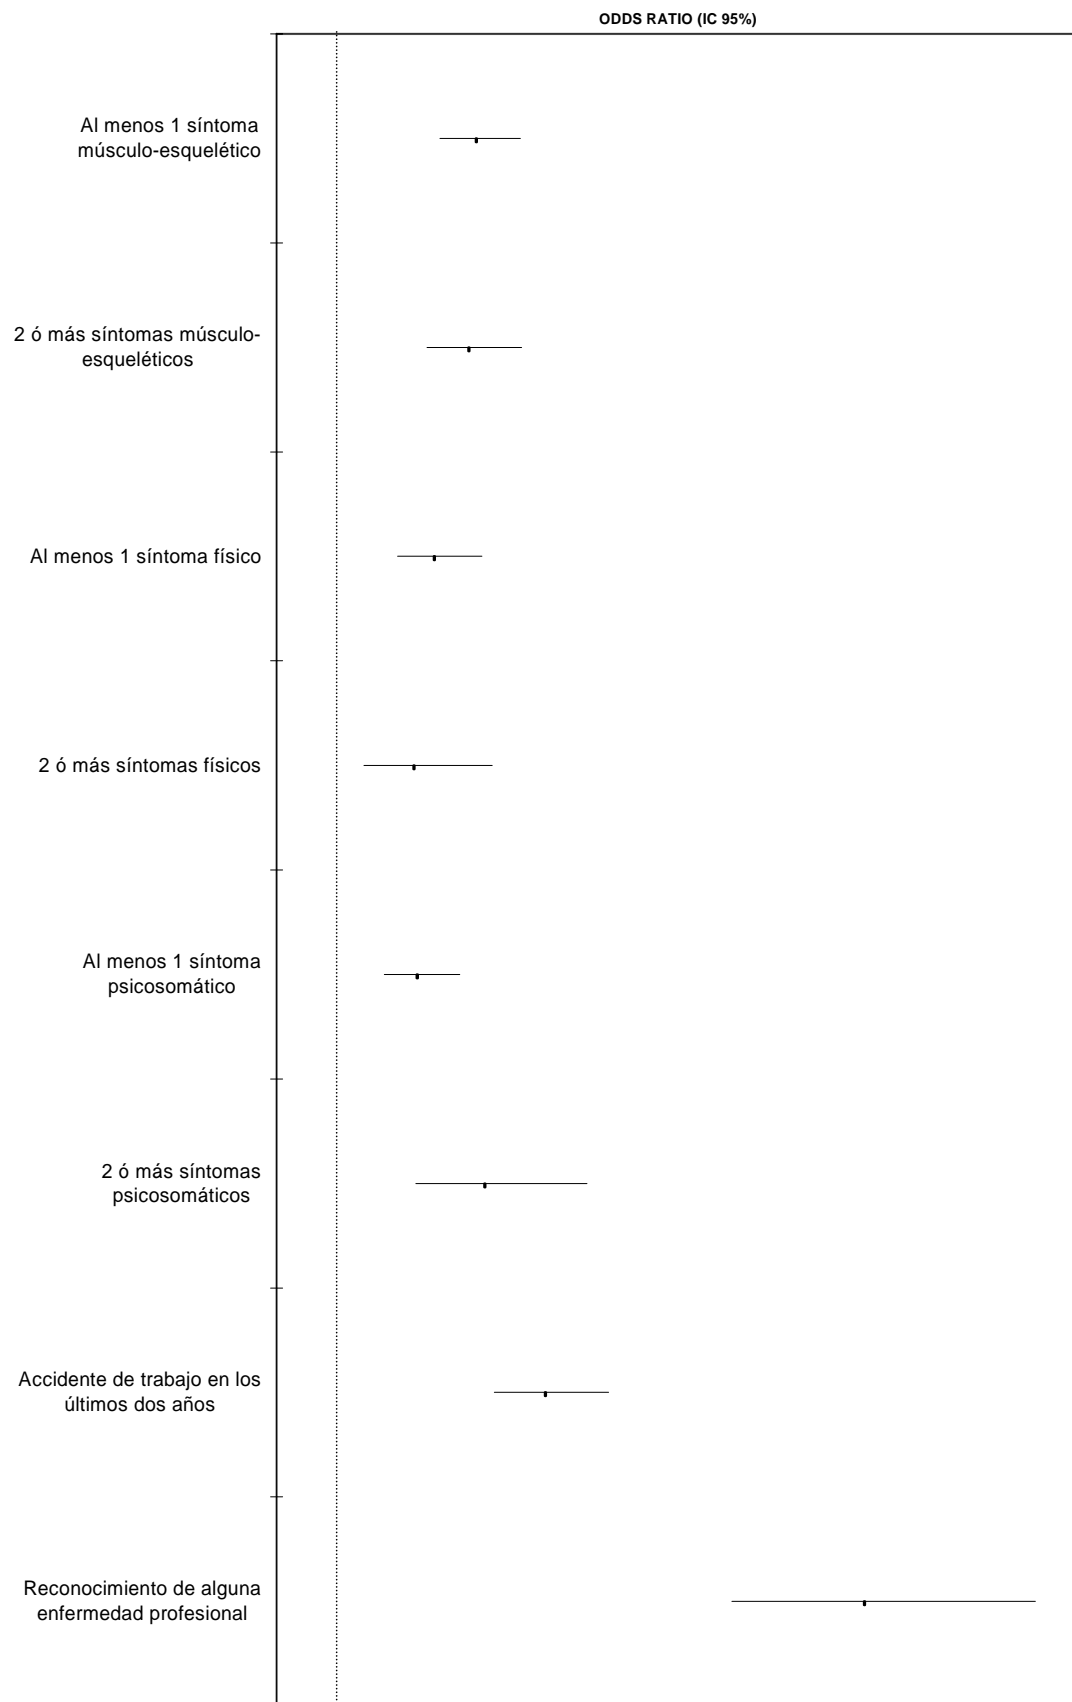 ODDS RATIO (IC 95%)
Al menos 1 síntoma
músculo-esquelético
2 ó más síntomas músculo-
esqueléticos
Al menos 1 síntoma físico
2 ó más síntomas físicos
Al menos 1 síntoma
psicosomático
2 ó más síntomas
psicosomáticos
Accidente de trabajo en los
últimos dos años
Reconocimiento de alguna
enfermedad profesional